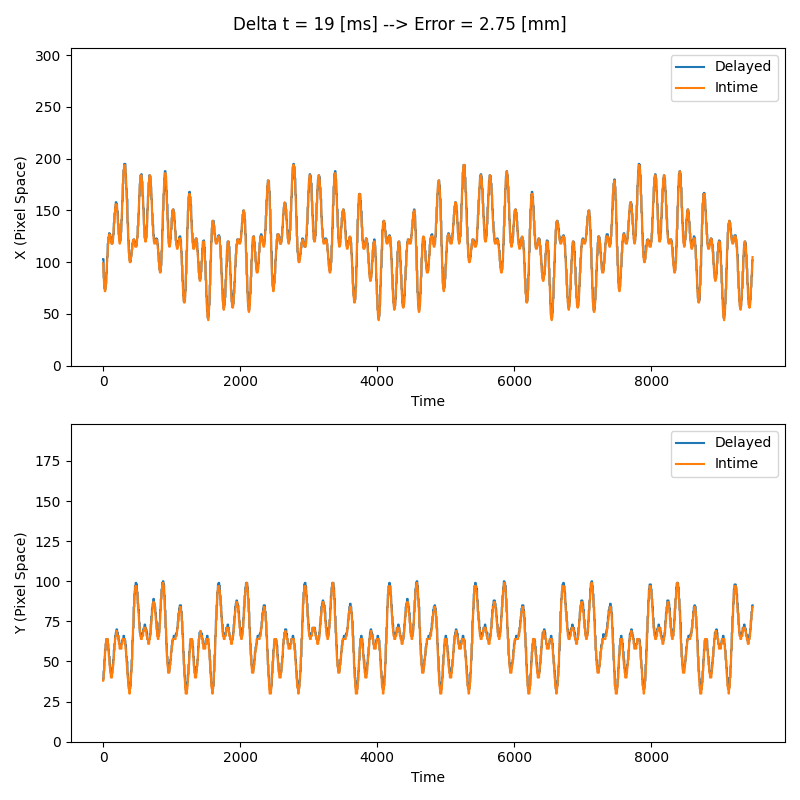 Delta t = 19 [ms] --> Error = 2.75 [mm]
300
250
200
150
100
50
0
X (Pixel Space)
Delayed
Intime
0 2000 4000 6000 8000
Time
175
150
125
100
75
50
25
0
Y (Pixel Space)
Delayed
Intime
0 2000 4000 6000 8000
Time